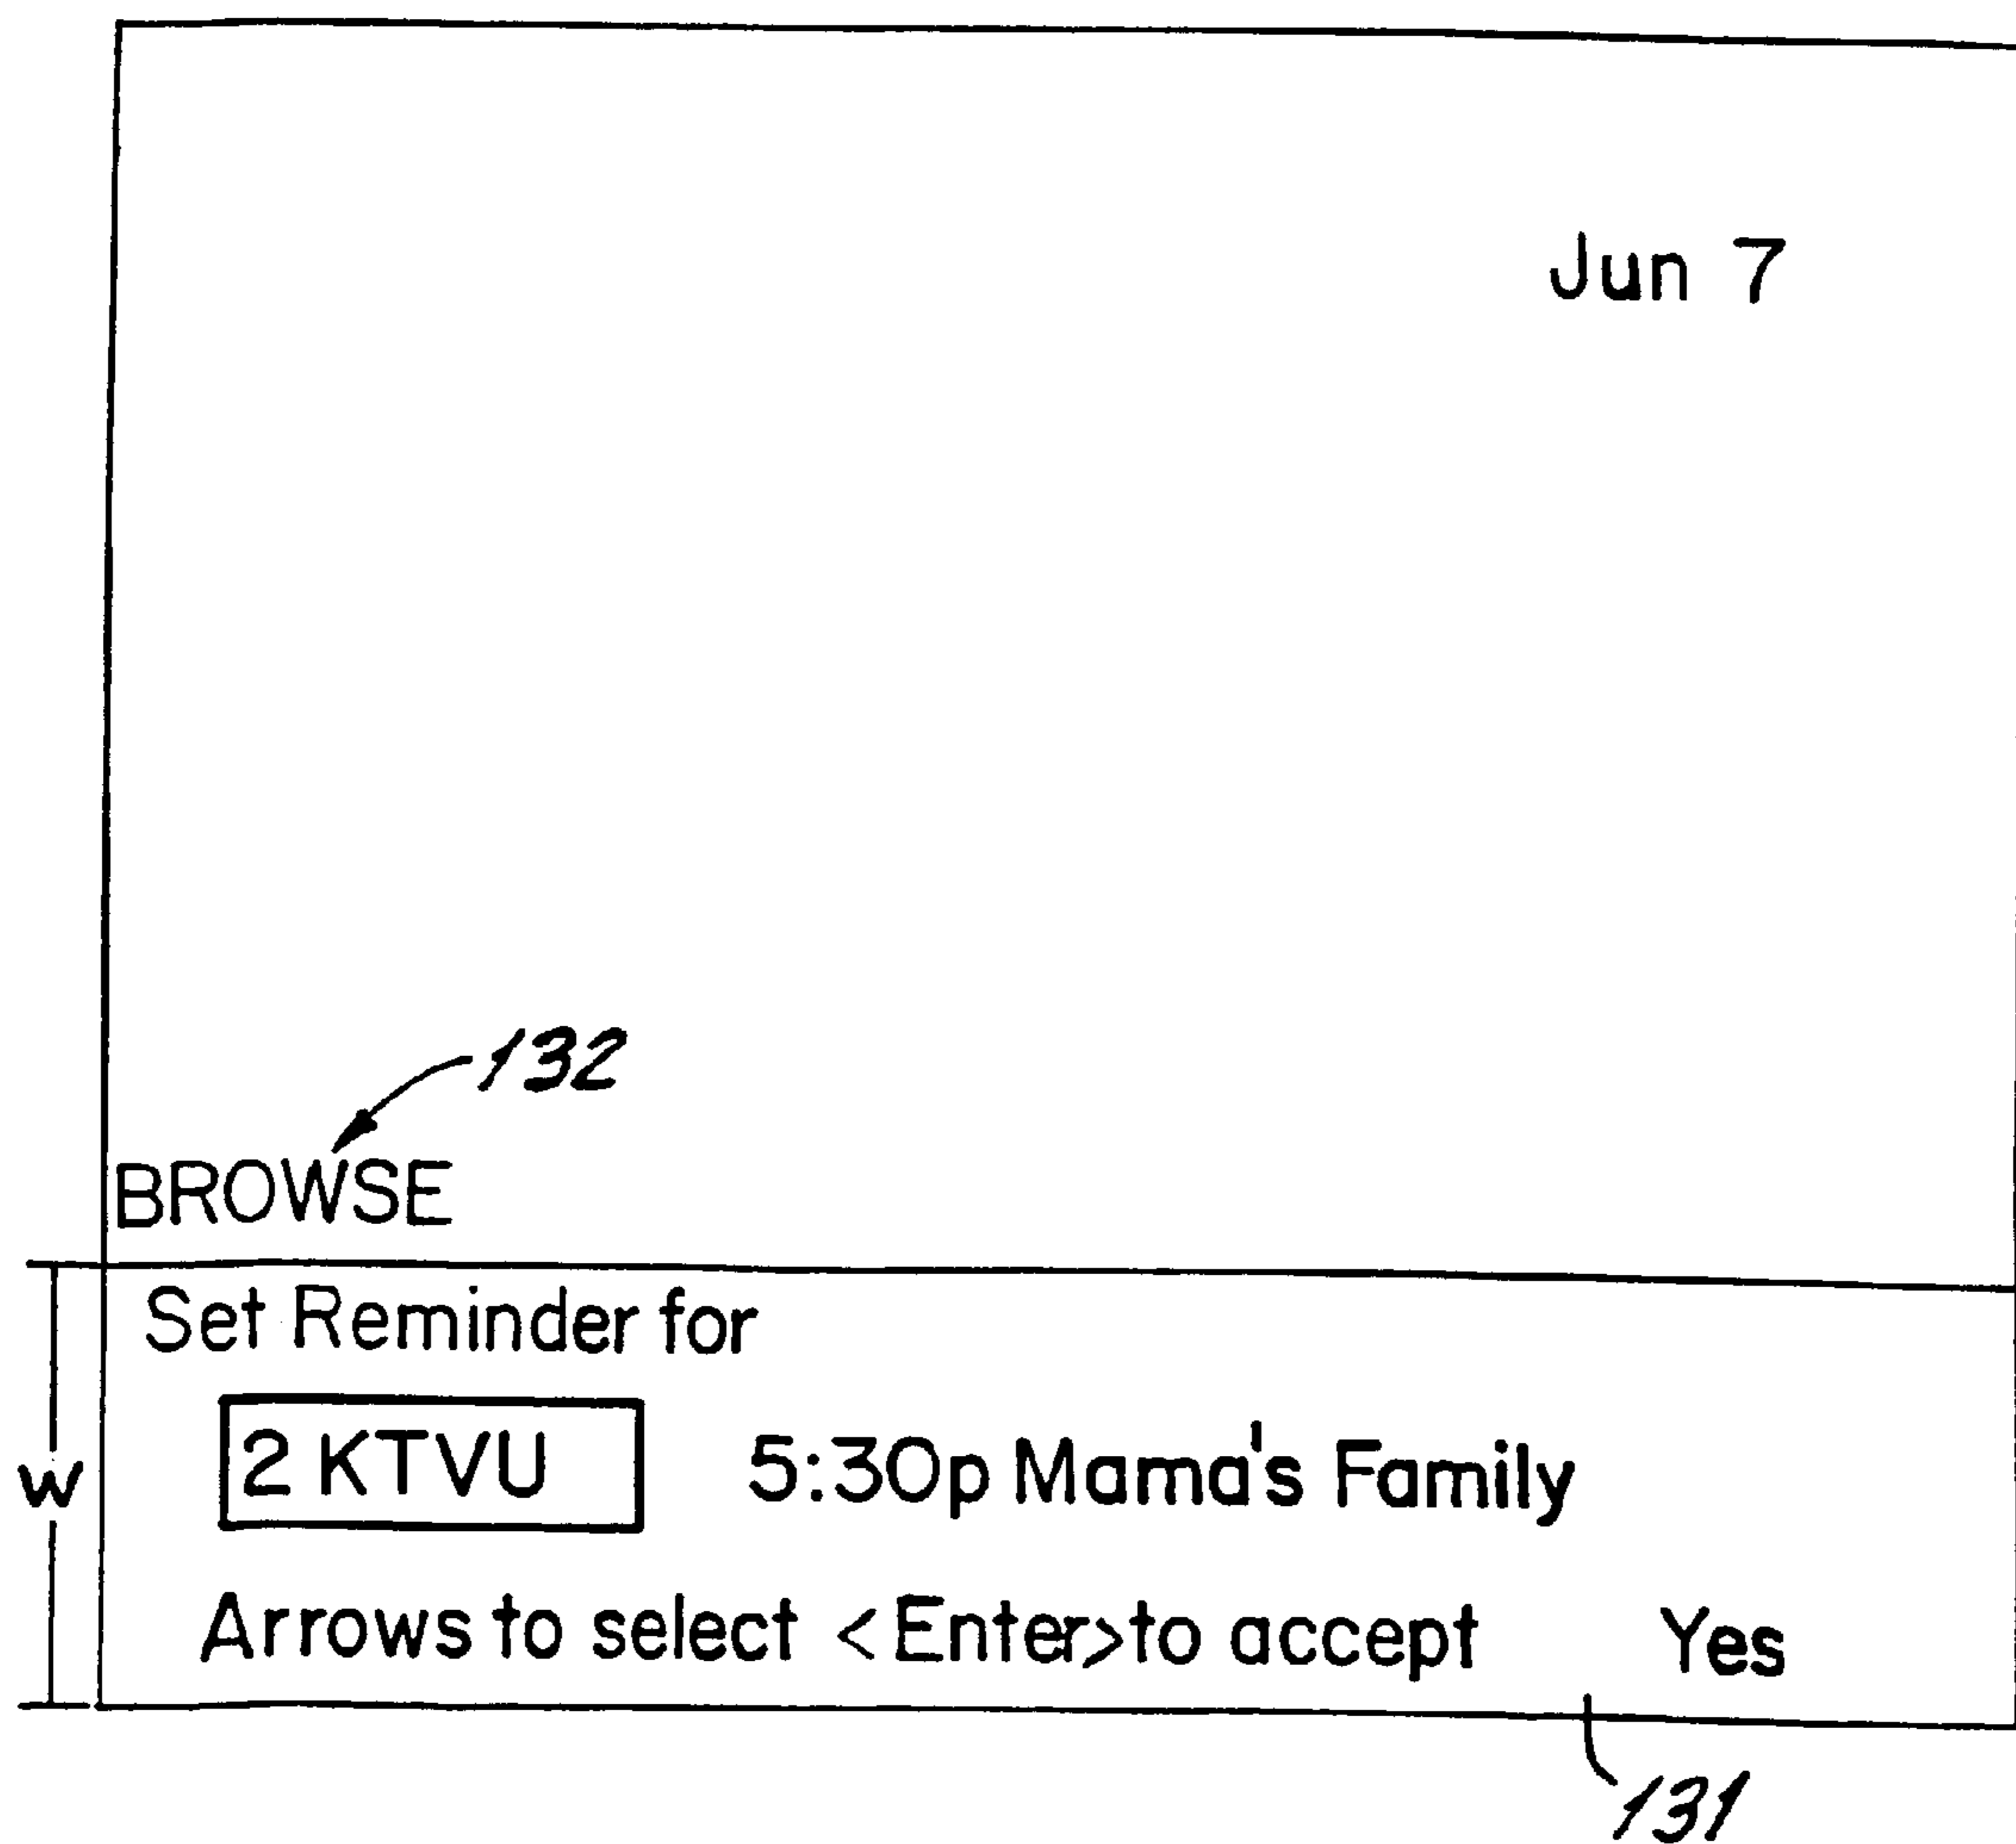 Jun 7
132
BROWSE
Set Reminder for
w
2 KTVU 5:30p Mama's Family
Arrows to select <Enter> to accept Yes
131